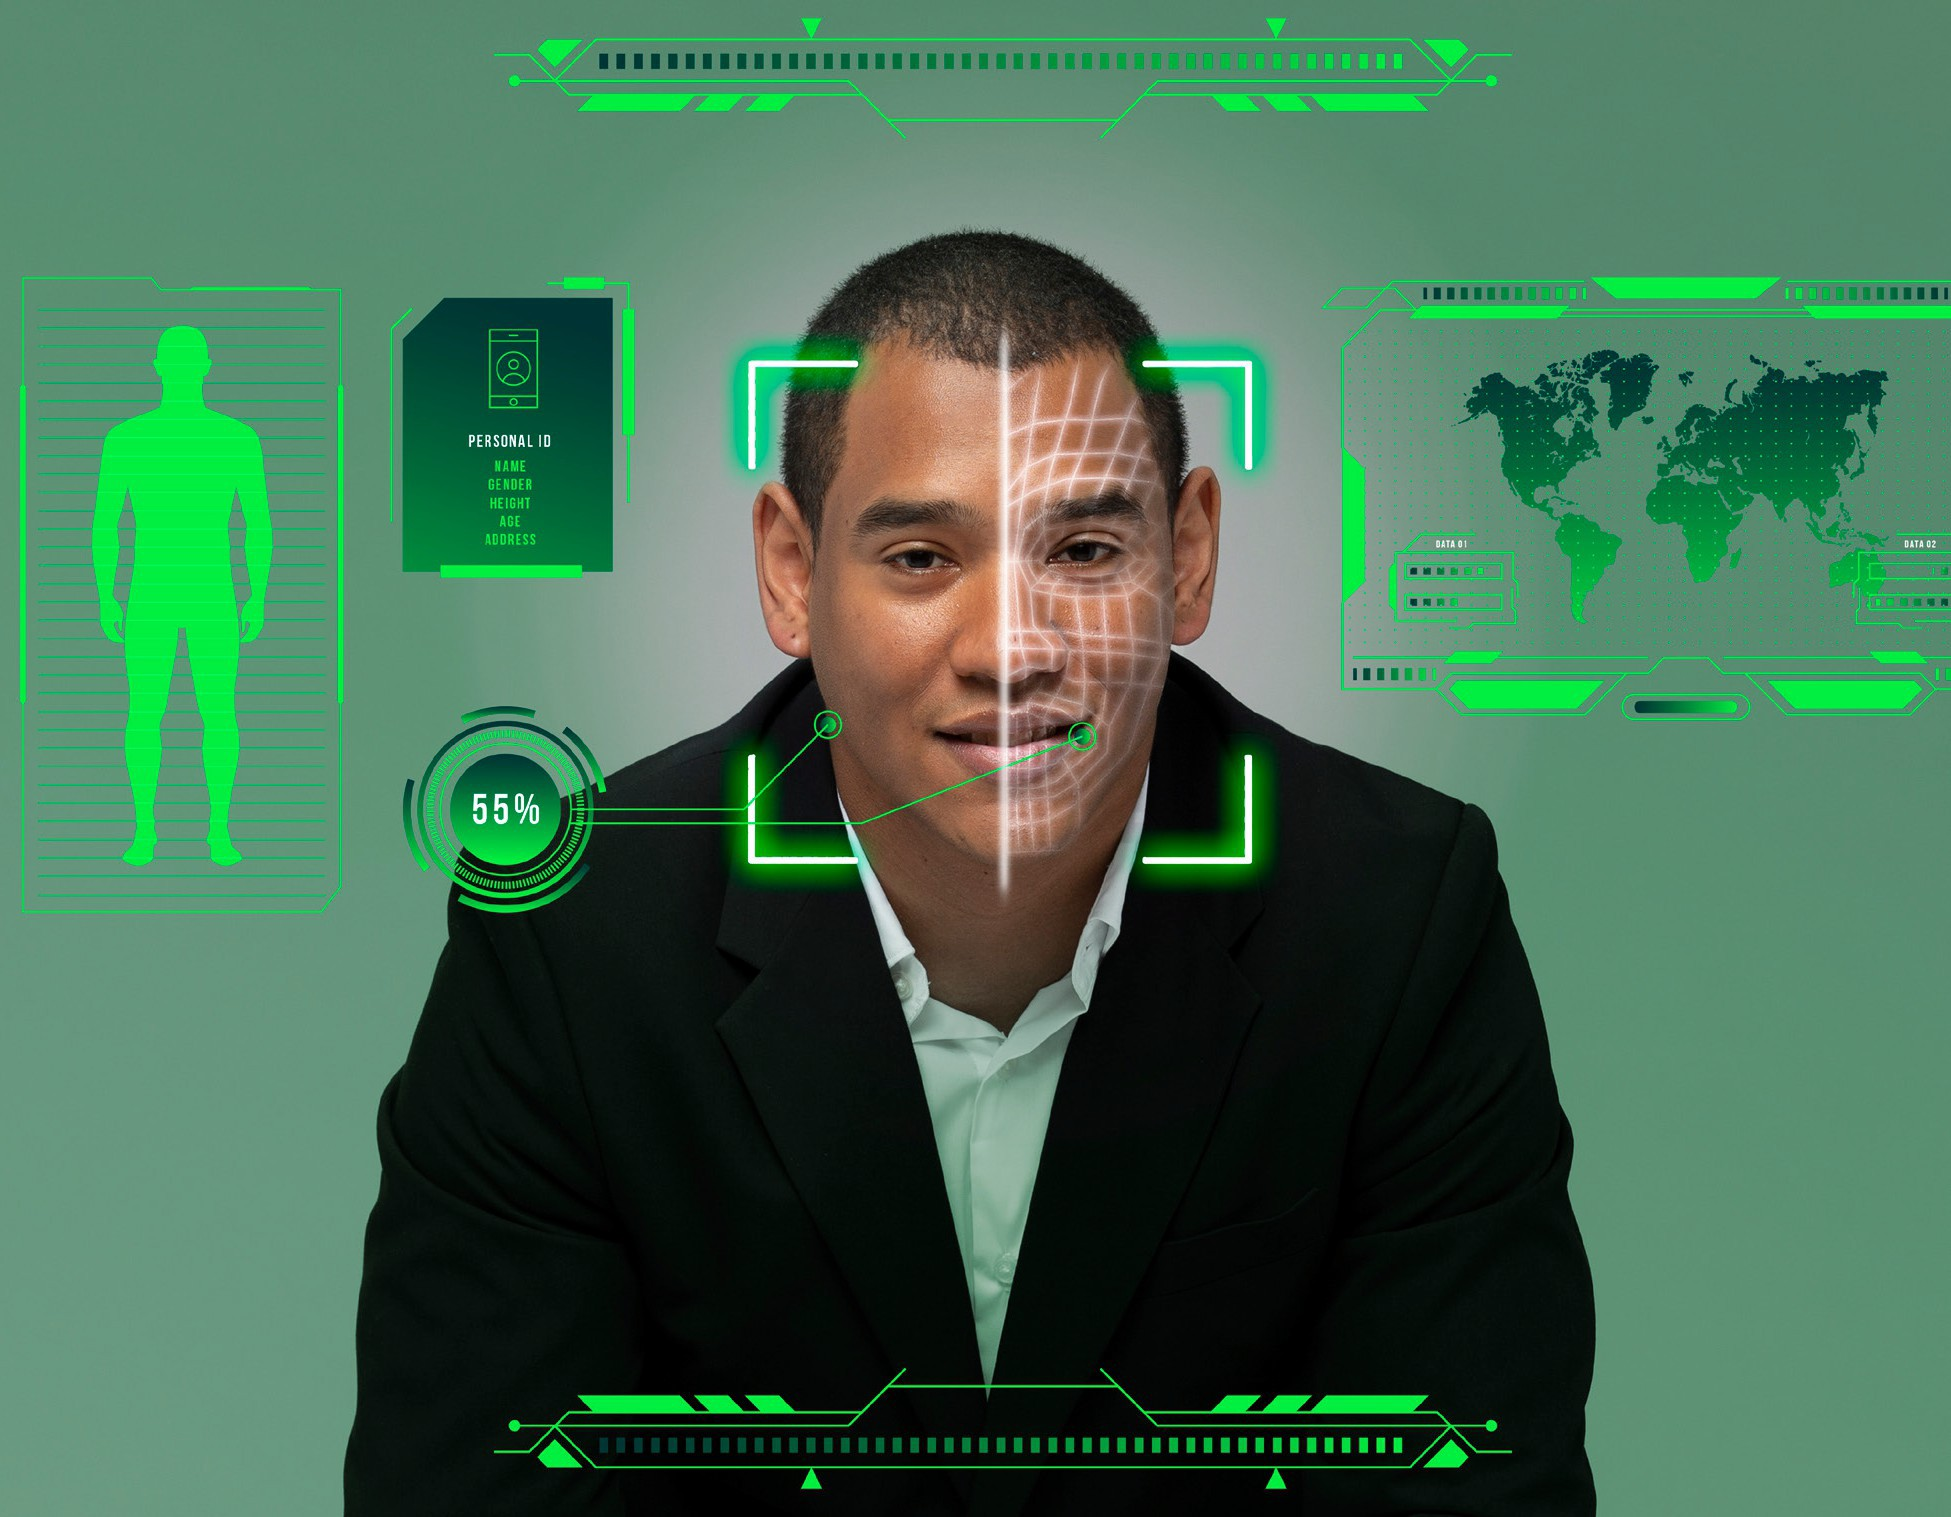 PERSONAL ID
NAME
GENDER
HEIGHT
AGE
ADDRESS
DATA 01
DATA 02
55%